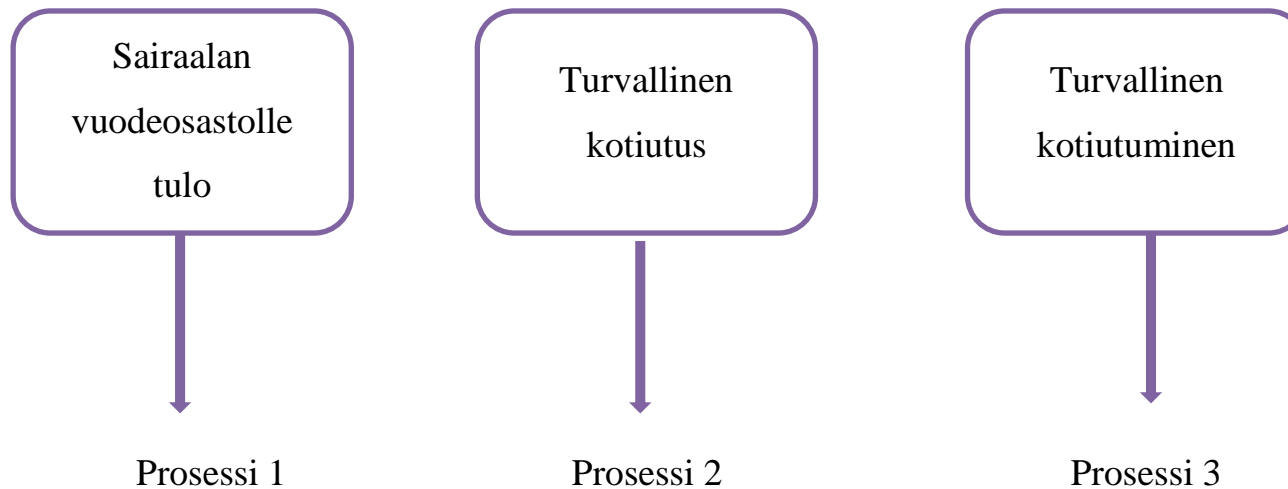 Sairaalan
vuodeosastolle
tulo
Turvallinen
kotiutus
Turvallinen
kotiutuminen
Prosessi 1
Prosessi 2
Prosessi 3